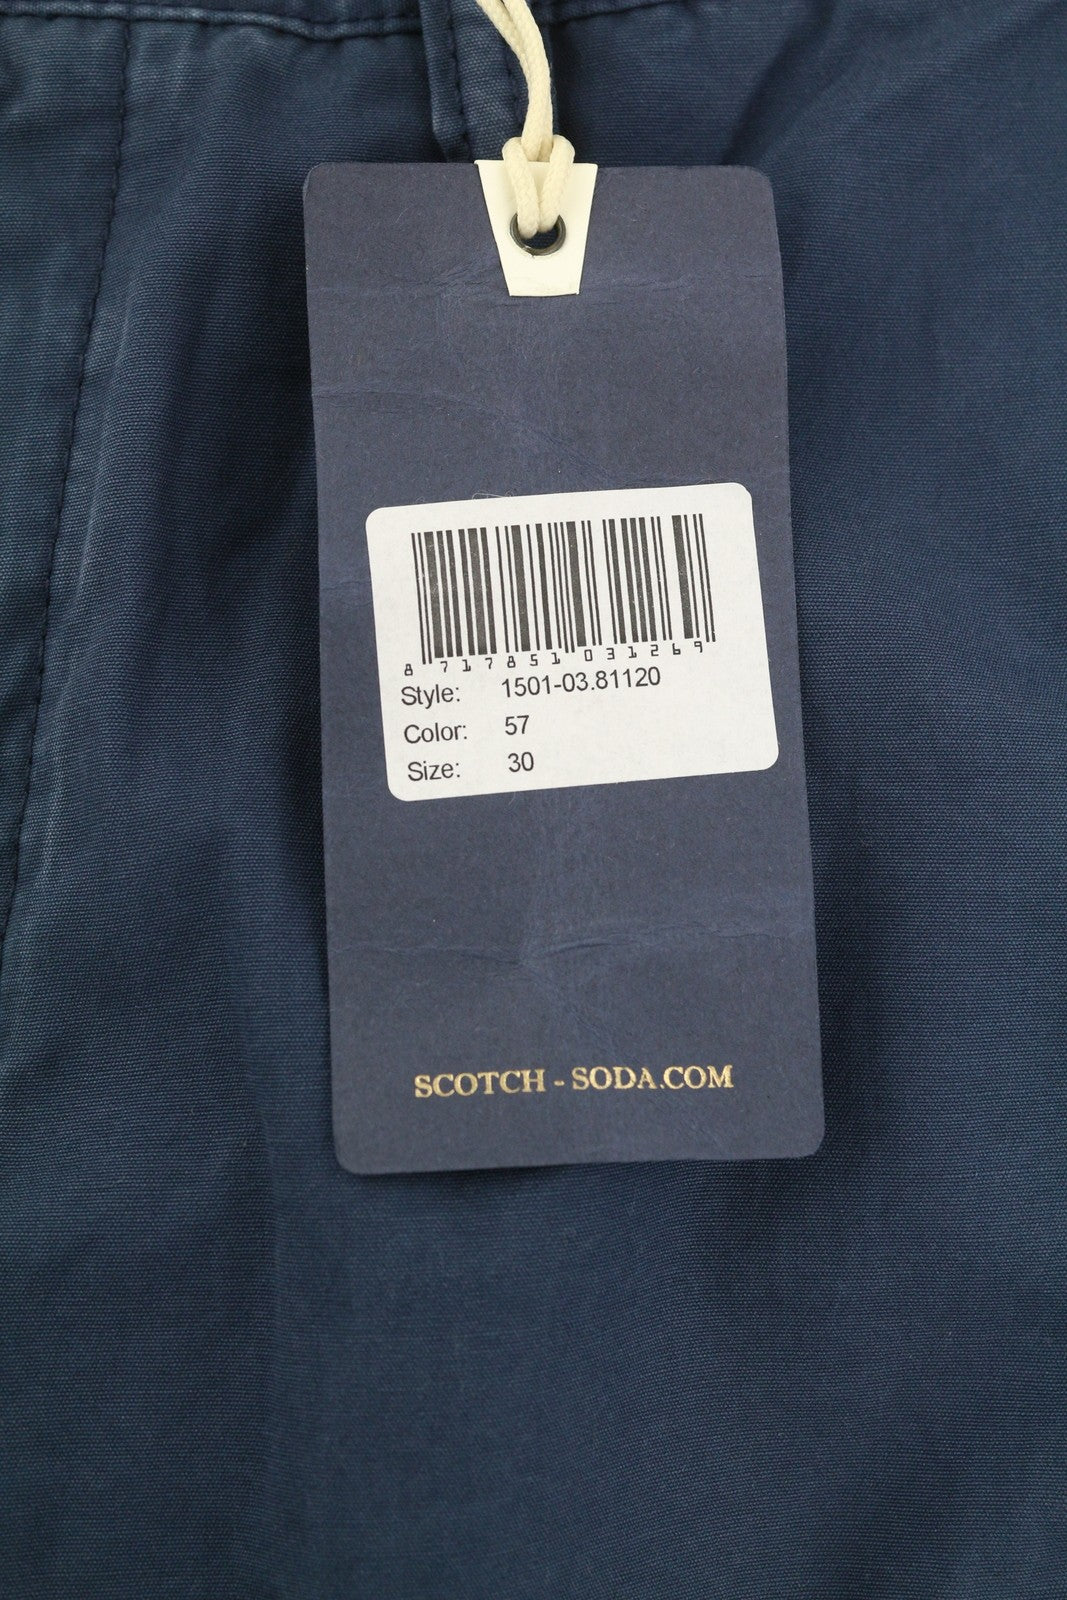 8 717851 031269
Style: 1501-03.81120
Color: 57
Size: 30
SCOTCH - SODA.COM